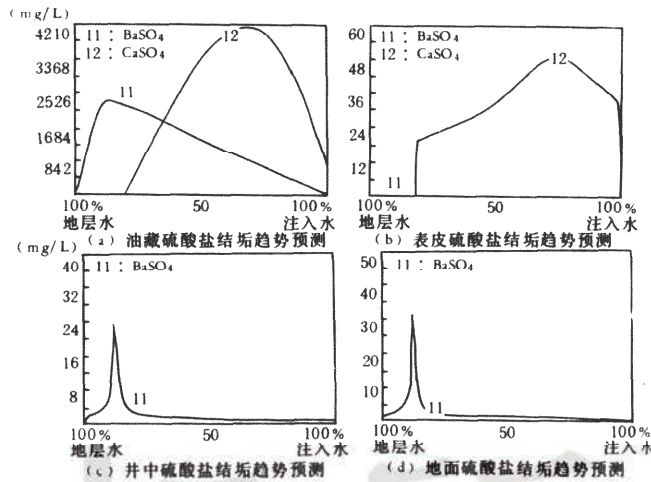 (mg/L)
4210
3368
2526
1684
842
11：BaSO₄
12：CaSO₄
12
11
100% 50 100%
地层水 注入水
(a) 油藏硫酸盐结垢趋势预测
60
48
36
24
12
11：BaSO₄
12：CaSO₄
12
11
100% 50 100%
地层水 注入水
(b) 表皮硫酸盐结垢趋势预测
(mg/L)
40
32
24
16
8
11：BaSO₄
11
100% 50 100%
地层水 注入水
(c) 井中硫酸盐结垢趋势预测
50
40
30
20
10
11：BaSO₄
11
100% 50 100%
地层水 注入水
(d) 地面硫酸盐结垢趋势预测